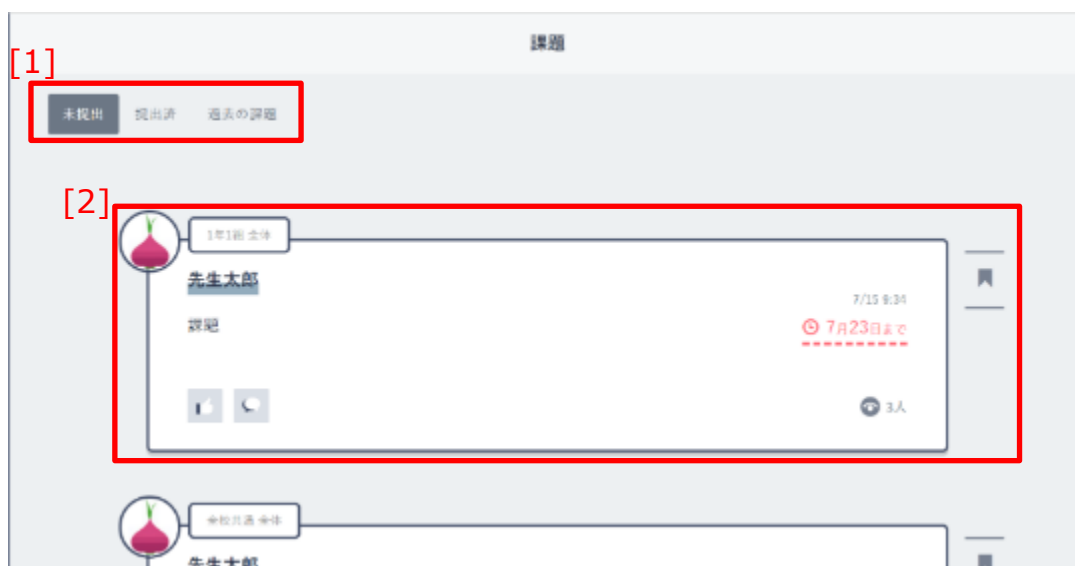 課題
[1]
未提出 提出済 過去の課題
[2]
1年1組 全体
先生太郎
7/15 9:34
課題
7月23日まで
3人
全校共通 全体
先生太郎